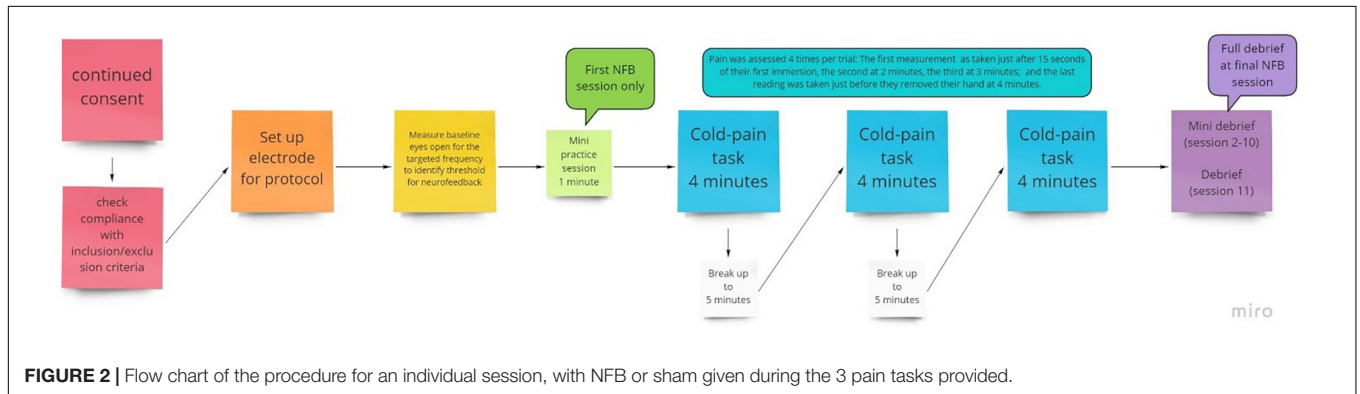 continued
consent
check
compliance
with
inclusion/exclu
sion criteria
Set up
electrode
for protocol
Measure baseline
eyes open for the
targeted frequency
to identify threshold
for neurofeedback
First NFB
session only
Mini
practice
session
1 minute
Pain was assessed 4 times per trial: The first measurement as taken just after 15 seconds
of their first immersion, the second at 2 minutes, the third at 3 minutes; and the last
reading was taken just before they removed their hand at 4 minutes.
Cold-pain
task
4 minutes
Break up
to
5 minutes
Cold-pain
task
4 minutes
Break up
to
5 minutes
Cold-pain
task
4 minutes
Full debrief
at final NFB
session
Mini debrief
(session 2-10)
Debrief
(session 11)
miro
FIGURE 2 | Flow chart of the procedure for an individual session, with NFB or sham given during the 3 pain tasks provided.